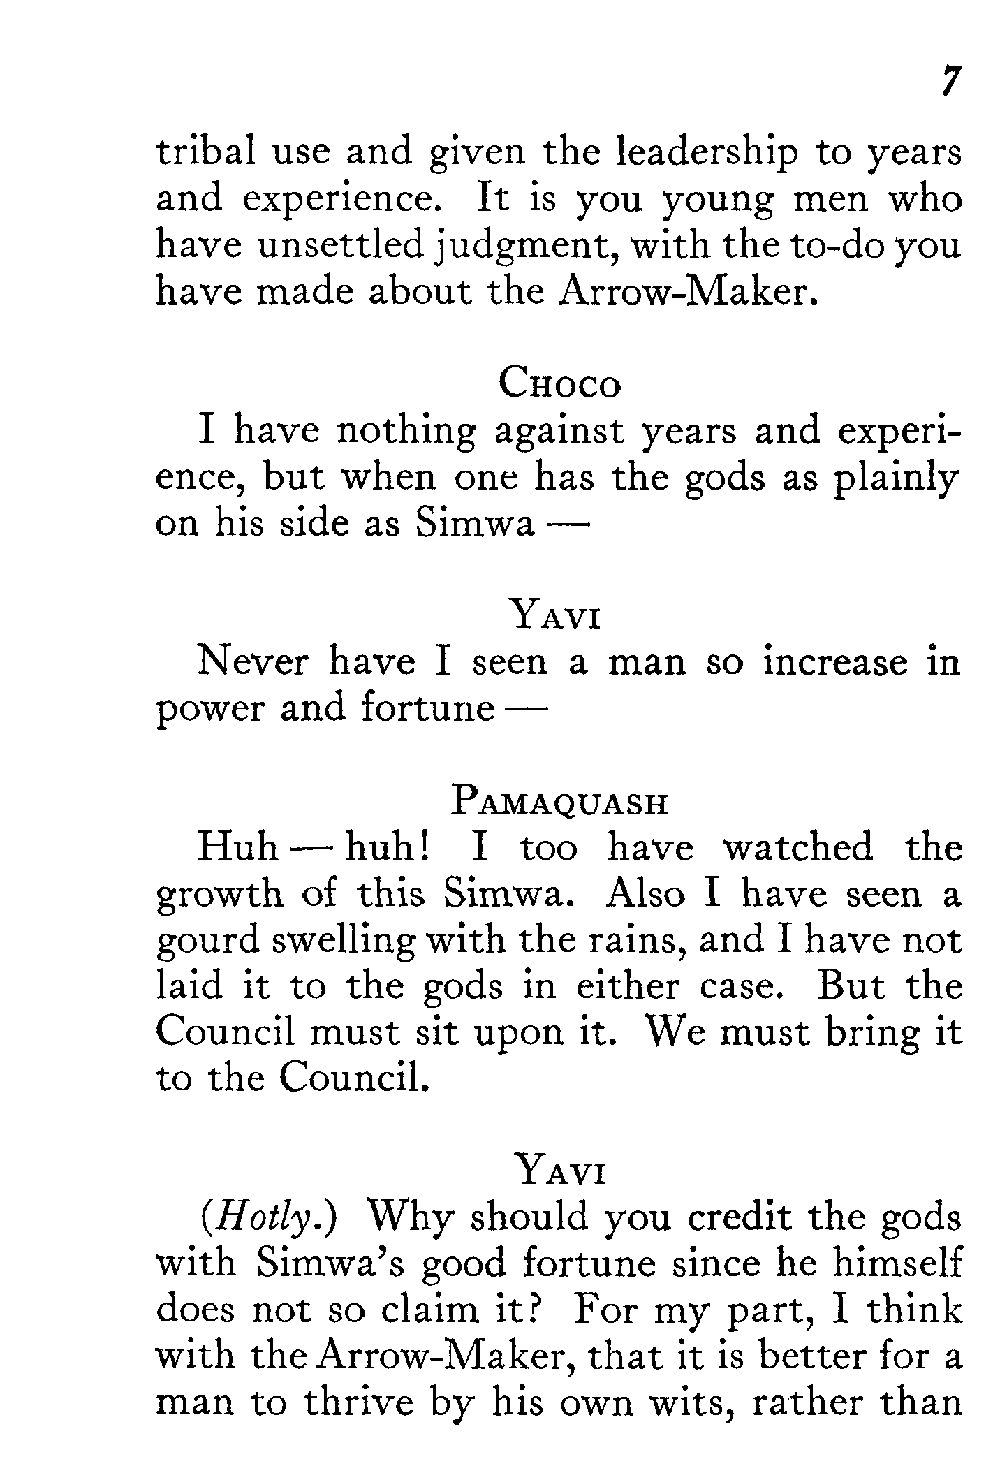 7
tribal use and given the leadership to years
and experience. It is you young men who
have unsettled judgment, with the to-do you
have made about the Arrow-Maker.
Choco
I have nothing against years and experi-
ence, but when one has the gods as plainly
on his side as Simwa —
Yavi
Never have I seen a man so increase in
power and fortune —
Pamaquash
Huh — huh! I too have watched the
growth of this Simwa. Also I have seen a
gourd swelling with the rains, and I have not
laid it to the gods in either case. But the
Council must sit upon it. We must bring it
to the Council.
Yavi
(Hotly.) Why should you credit the gods
with Simwa's good fortune since he himself
does not so claim it? For my part, I think
with the Arrow-Maker, that it is better for a
man to thrive by his own wits, rather than